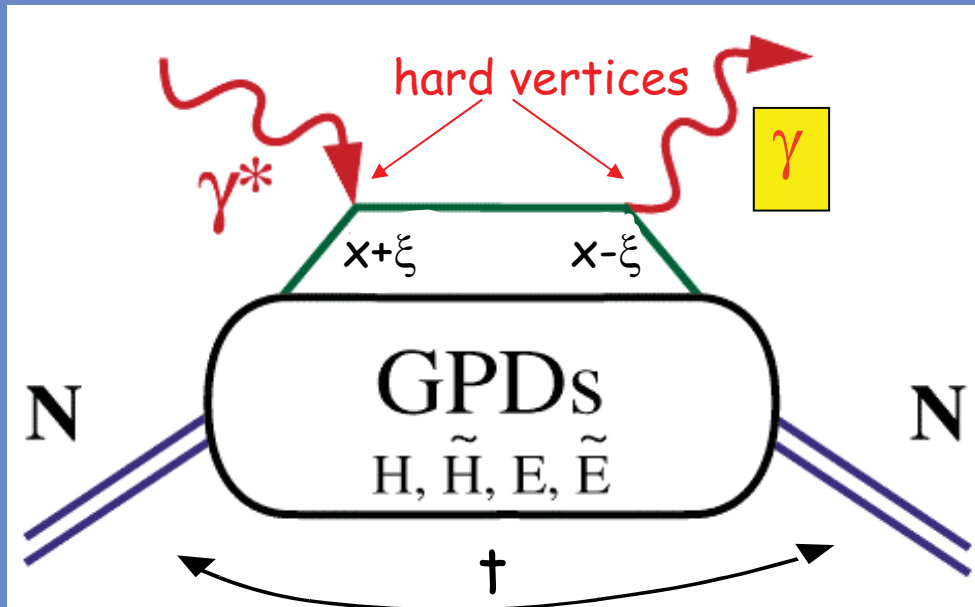 hard vertices
γ*
γ
x+ξ x-ξ
GPDs
N N
H, H̃, E, Ẽ
t